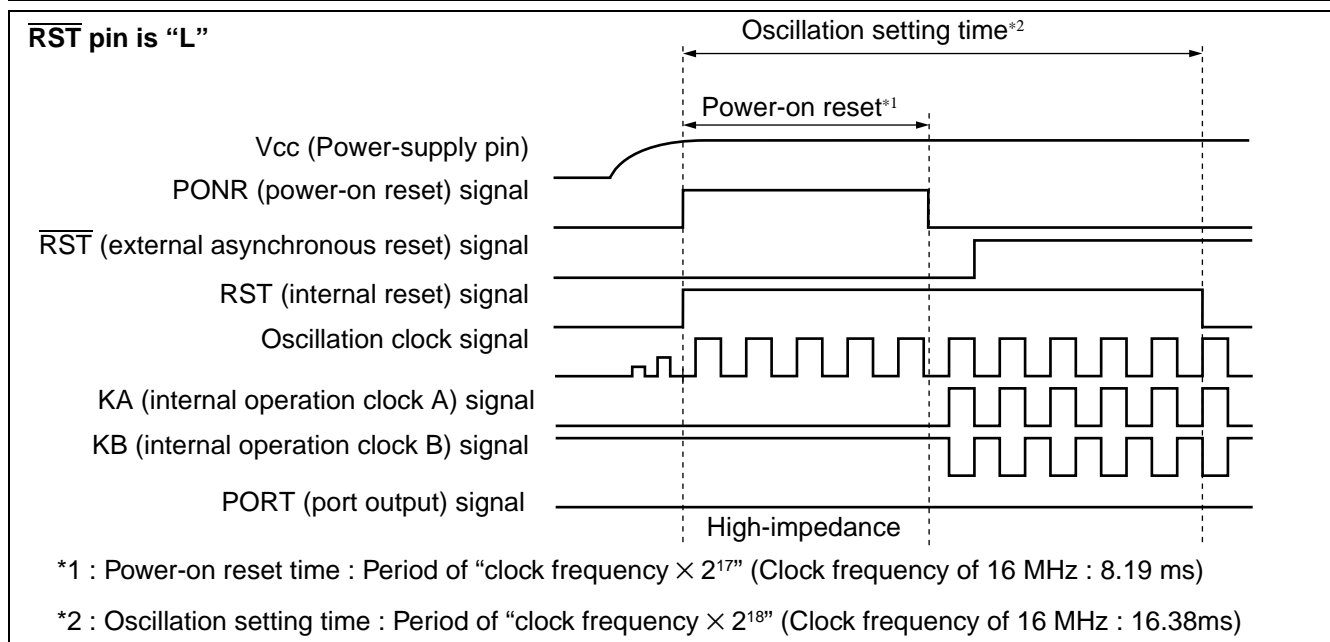 RST pin is “L”
Oscillation setting time*2
Power-on reset*1
Vcc (Power-supply pin)
PONR (power-on reset) signal
RST (external asynchronous reset) signal
RST (internal reset) signal
Oscillation clock signal
KA (internal operation clock A) signal
KB (internal operation clock B) signal
PORT (port output) signal
High-impedance
*1 : Power-on reset time : Period of “clock frequency × 2¹⁷” (Clock frequency of 16 MHz : 8.19 ms)
*2 : Oscillation setting time : Period of “clock frequency × 2¹⁸” (Clock frequency of 16 MHz : 16.38ms)